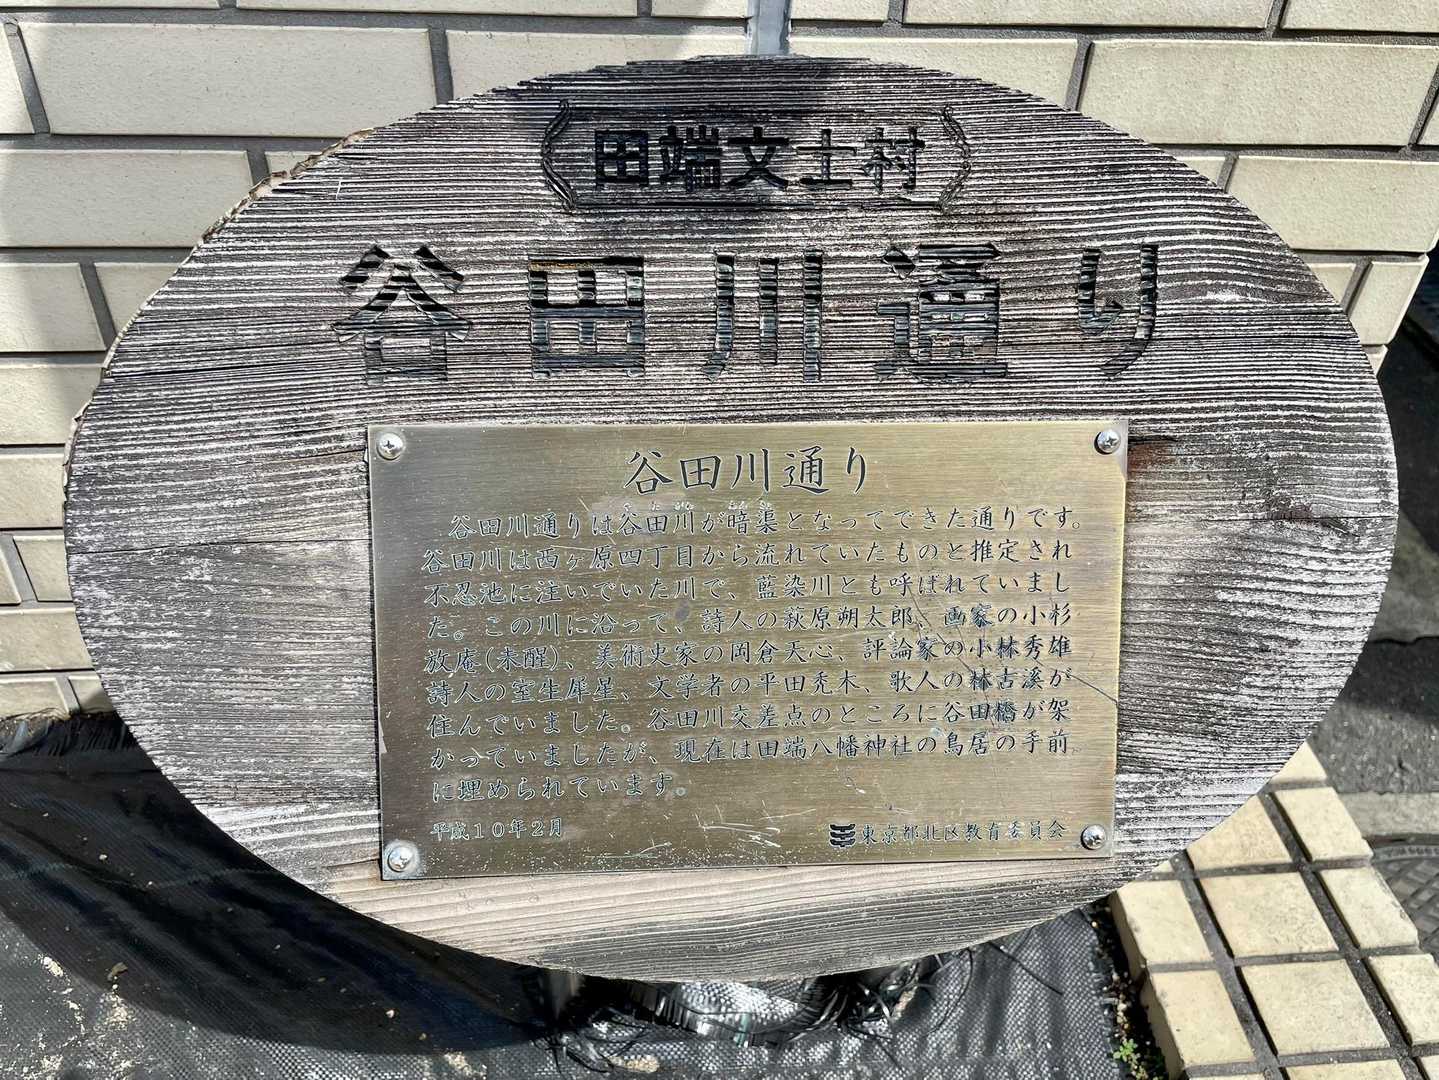 田端文士村
谷田川通り
谷田川通り
谷田川通りは谷田川が暗渠となってできた通りです。
谷田川は西ヶ原四丁目から流れていたものと推定され
不忍池に注いでいた川で、藍染川とも呼ばれていまし
た。この川に沿って、詩人の萩原朔太郎、画家の小杉
放庵(未醒)、美術史家の岡倉天心、評論家の小林秀雄
詩人の室生犀星、文学者の平田禿木、歌人の林古溪が
住んでいました。谷田川交差点のところに谷田橋が架
かっていましたが、現在は田端八幡神社の鳥居の手前
に埋められています。
平成10年2月
東京都北区教育委員会